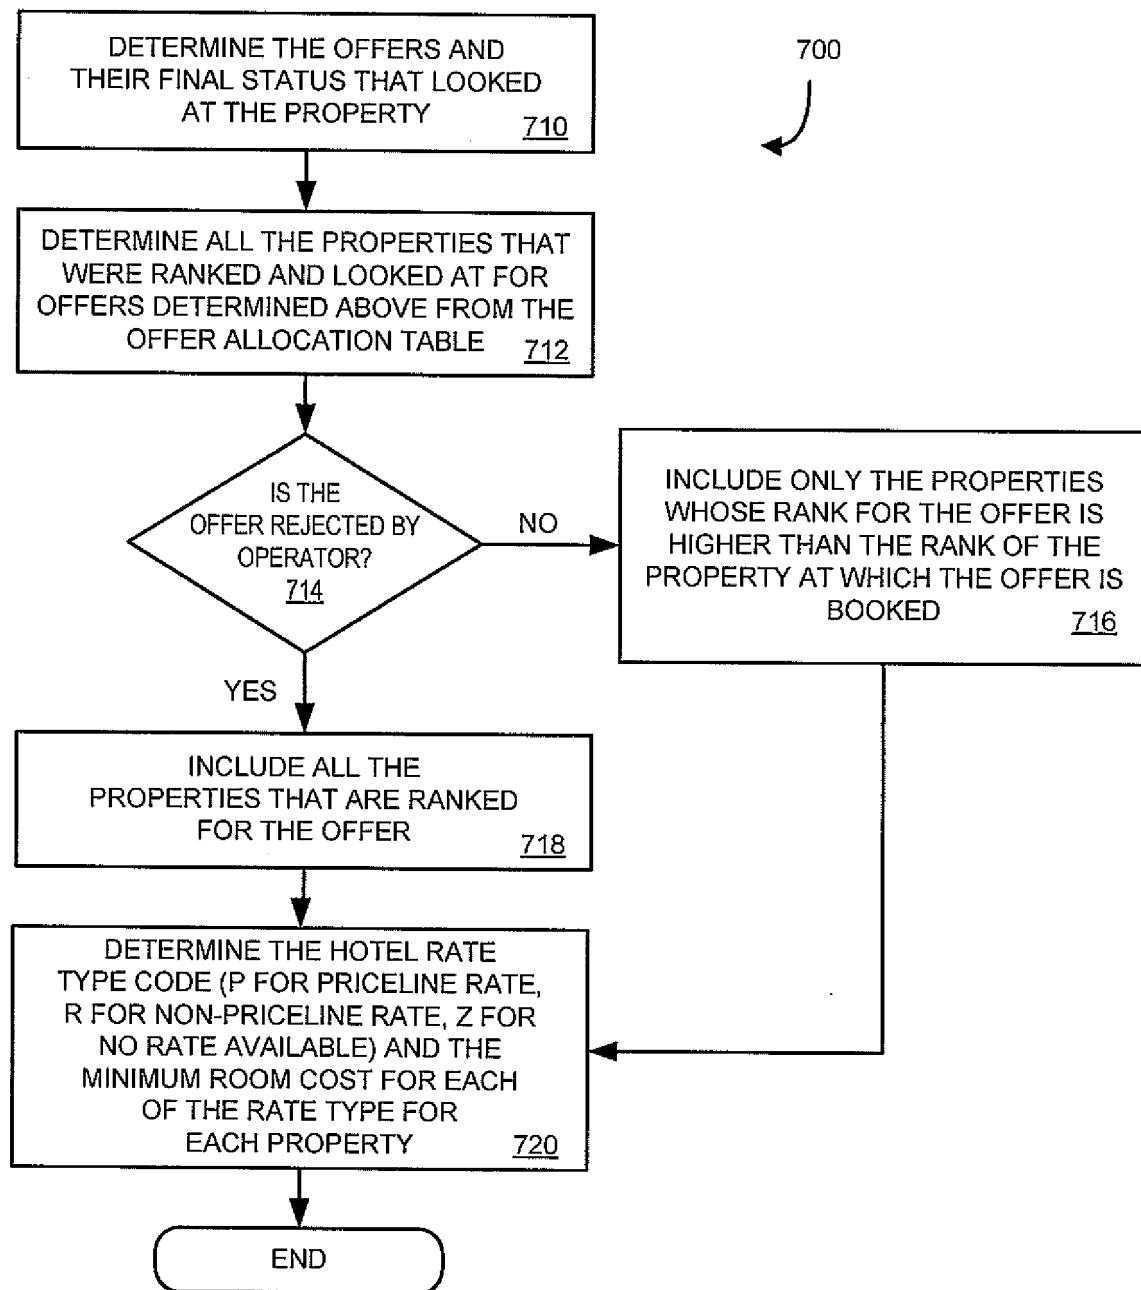 DETERMINE THE OFFERS AND
THEIR FINAL STATUS THAT LOOKED
AT THE PROPERTY
710
700
DETERMINE ALL THE PROPERTIES THAT
WERE RANKED AND LOOKED AT FOR
OFFERS DETERMINED ABOVE FROM THE
OFFER ALLOCATION TABLE
712
IS THE
OFFER REJECTED BY
OPERATOR?
714
NO
INCLUDE ONLY THE PROPERTIES
WHOSE RANK FOR THE OFFER IS
HIGHER THAN THE RANK OF THE
PROPERTY AT WHICH THE OFFER IS
BOOKED
716
YES
INCLUDE ALL THE
PROPERTIES THAT ARE RANKED
FOR THE OFFER
718
DETERMINE THE HOTEL RATE
TYPE CODE (P FOR PRICELINE RATE,
R FOR NON-PRICELINE RATE, Z FOR
NO RATE AVAILABLE) AND THE
MINIMUM ROOM COST FOR EACH
OF THE RATE TYPE FOR
EACH PROPERTY
720
END